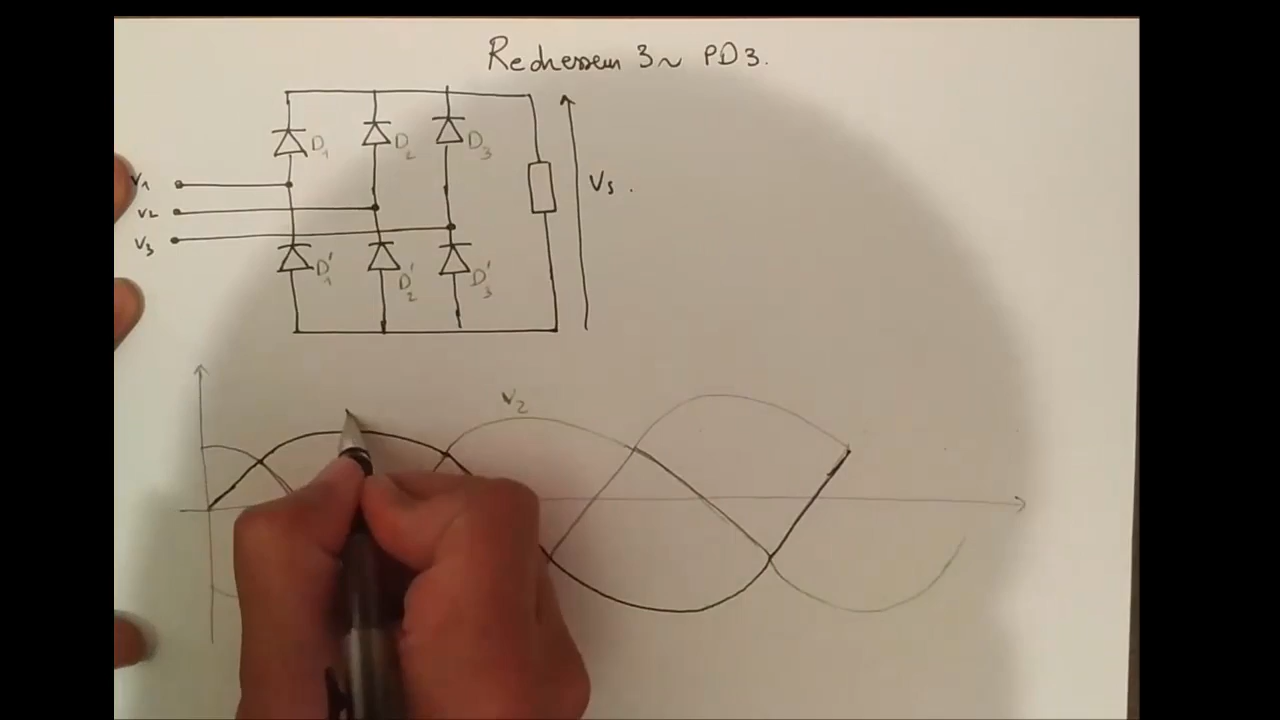 Redresseur 3~ PD3.
D1 D2 D3
V1
V2
V3
Vs.
D'1 D'2 D'3
V2